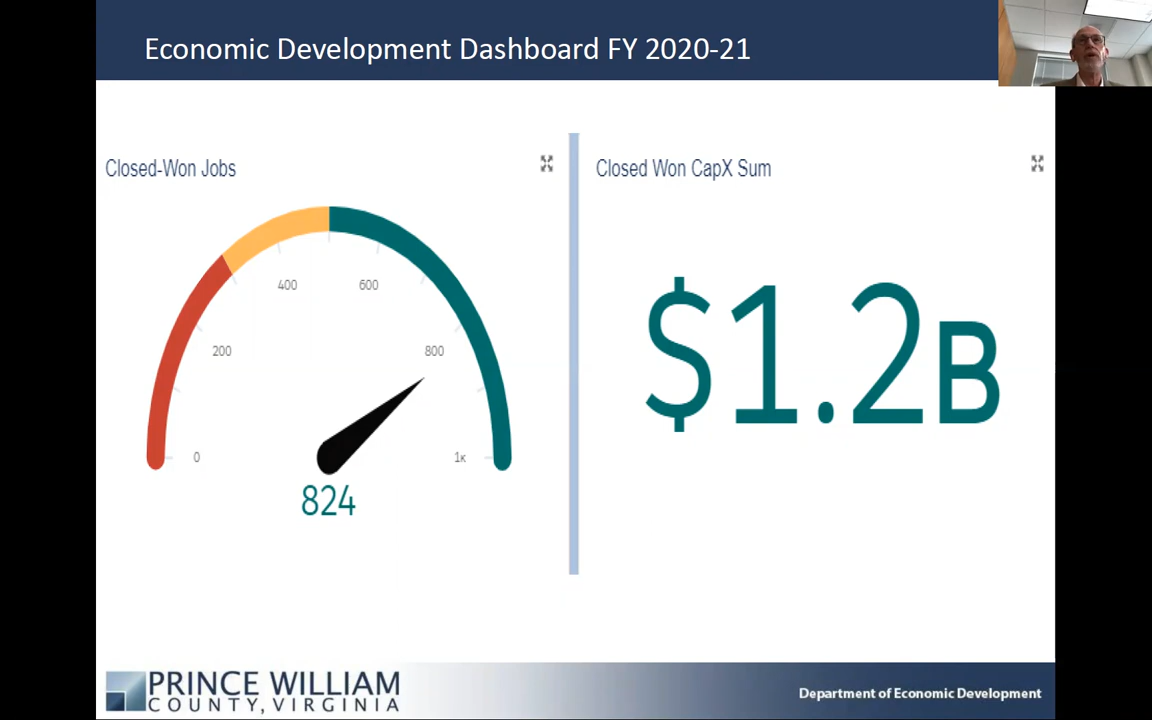 Economic Development Dashboard FY 2020-21
Closed-Won Jobs
400
600
200
800
0
1K
824
Closed Won CapX Sum
$1.2B
PRINCE WILLIAM
COUNTY, VIRGINIA
Department of Economic Development